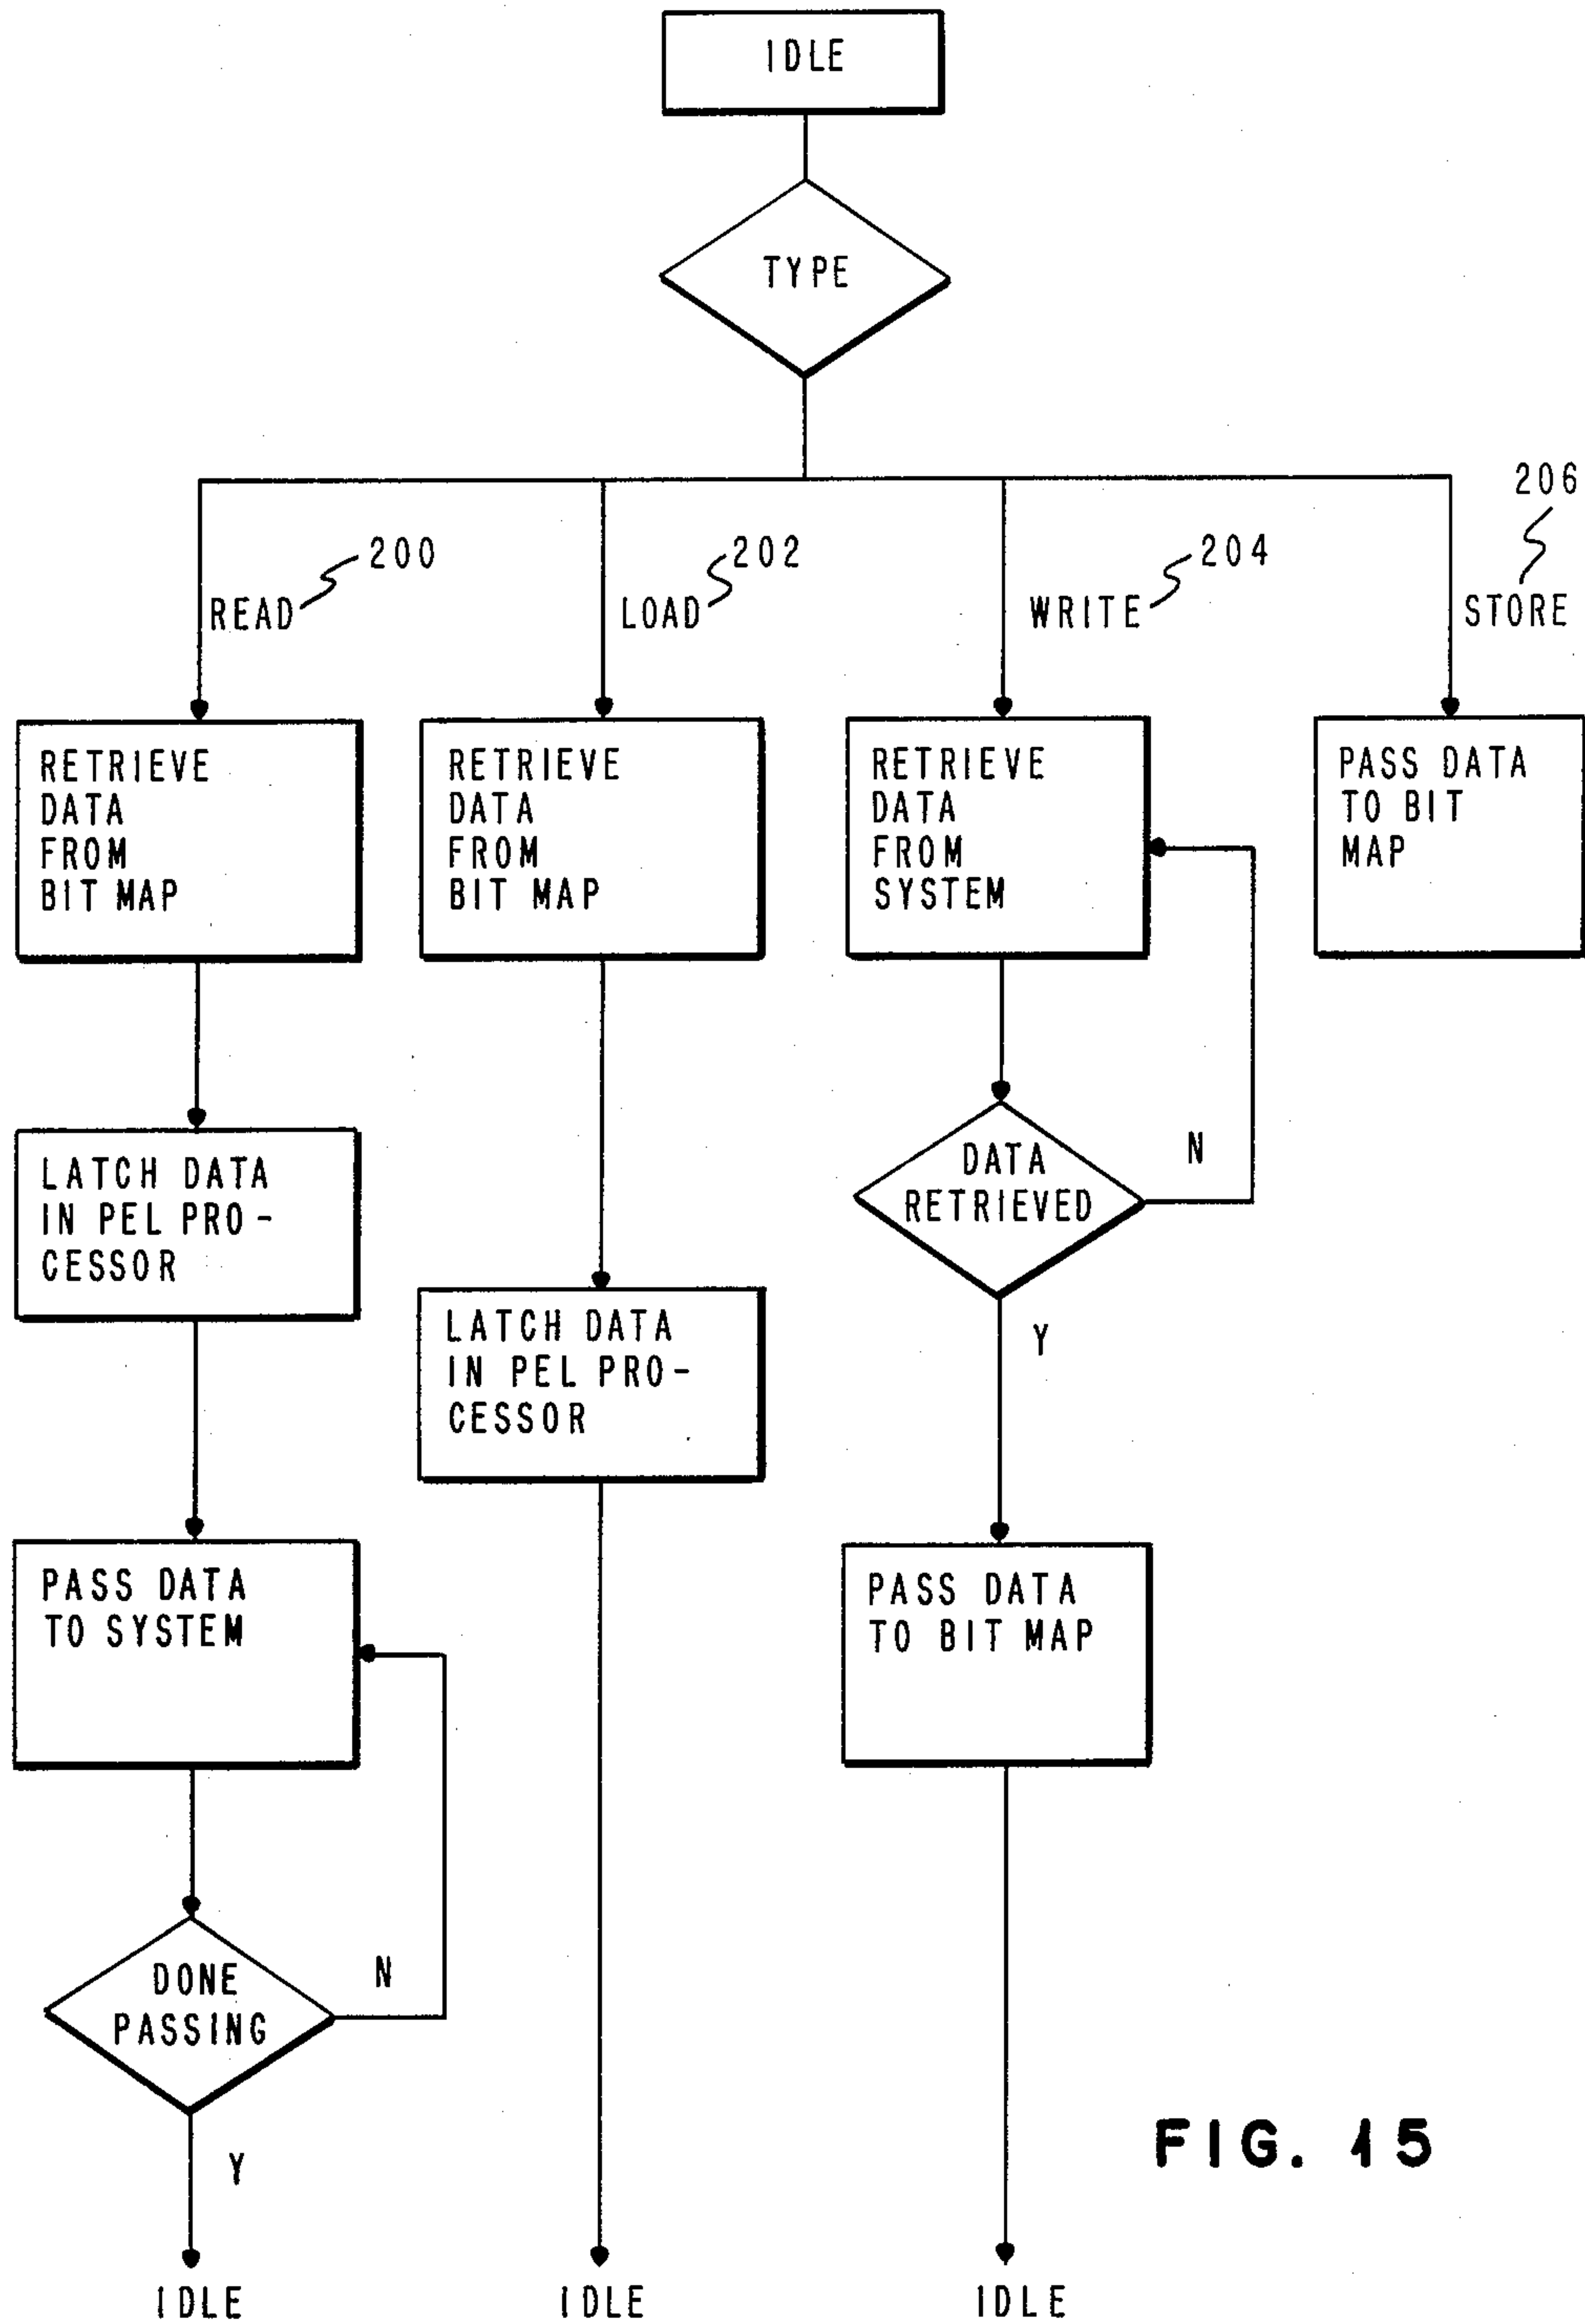 IDLE
TYPE
206
200
202
204
READ
LOAD
WRITE
STORE
RETRIEVE
DATA
FROM
BIT MAP
RETRIEVE
DATA
FROM
BIT MAP
RETRIEVE
DATA
FROM
SYSTEM
PASS DATA
TO BIT
MAP
LATCH DATA
IN PEL PRO-
CESSOR
DATA
RETRIEVED
N
Y
LATCH DATA
IN PEL PRO-
CESSOR
PASS DATA
TO SYSTEM
PASS DATA
TO BIT MAP
DONE
PASSING
N
Y
FIG. 15
IDLE
IDLE
IDLE